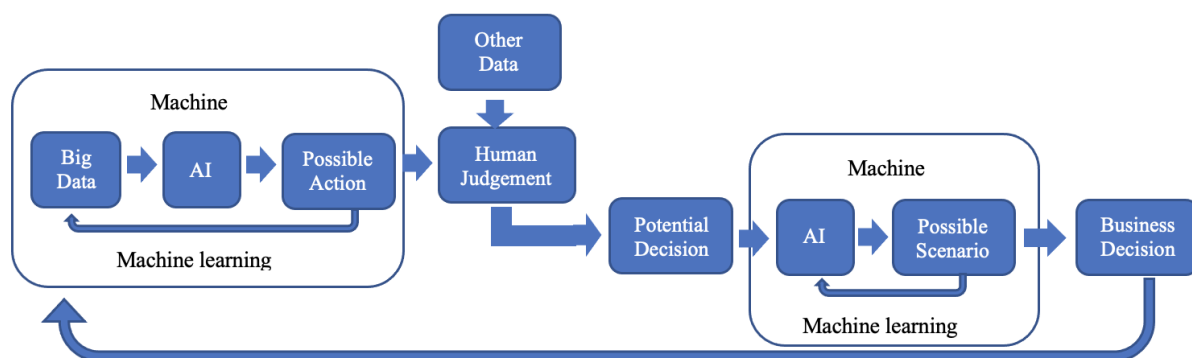 Other
Data
Machine
Big
Data
AI
Possible
Action
Machine learning
Human
Judgement
Potential
Decision
Machine
AI
Possible
Scenario
Machine learning
Business
Decision